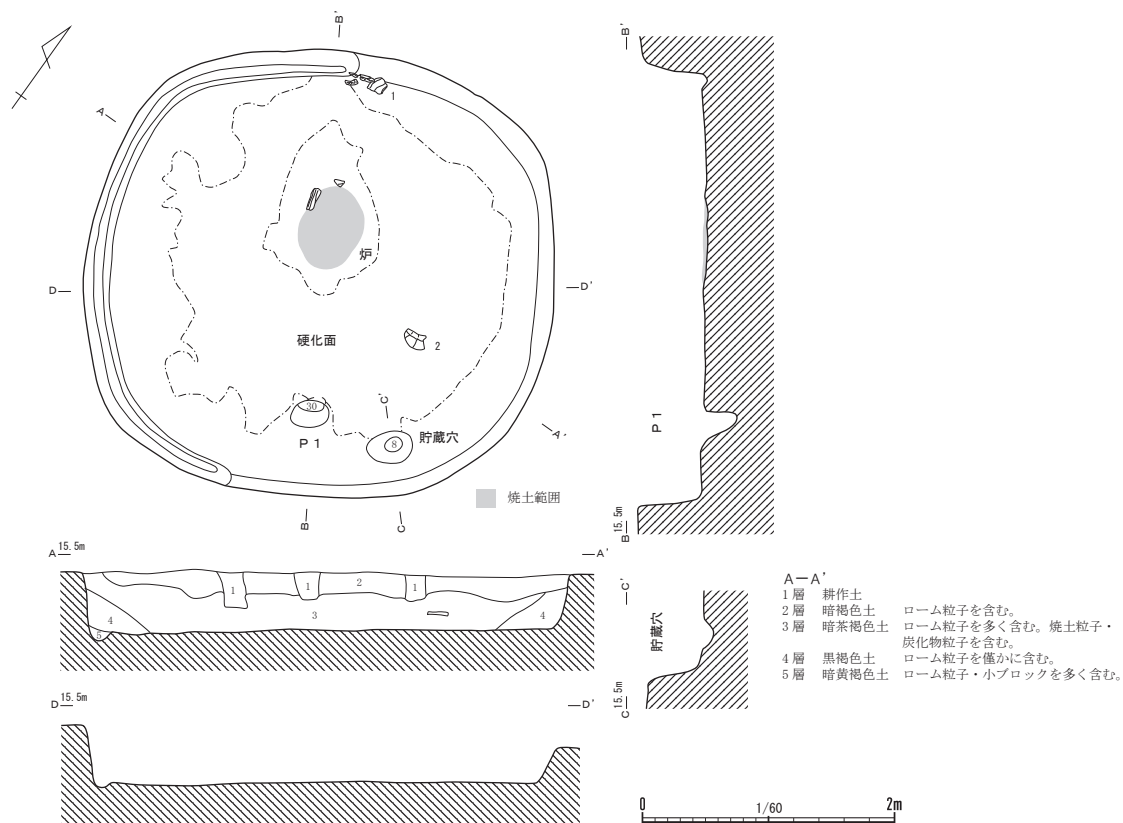 B'
A
1
炉
D
D'
硬化面
2
30
P 1
C'
8
貯蔵穴
A'
焼土範囲
B
C
A 15.5m
A'
1
1
2
1
3
4
4
5
D 15.5m
D'
B'
P 1
B 15.5m
C'
貯蔵穴
C 15.5m
A－A'
1層 耕作土
2層 暗褐色土 ローム粒子を含む。
3層 暗茶褐色土 ローム粒子を多く含む。焼土粒子・
炭化物粒子を含む。
4層 黒褐色土 ローム粒子を僅かに含む。
5層 暗黄褐色土 ローム粒子・小ブロックを多く含む。
0 1/60 2m